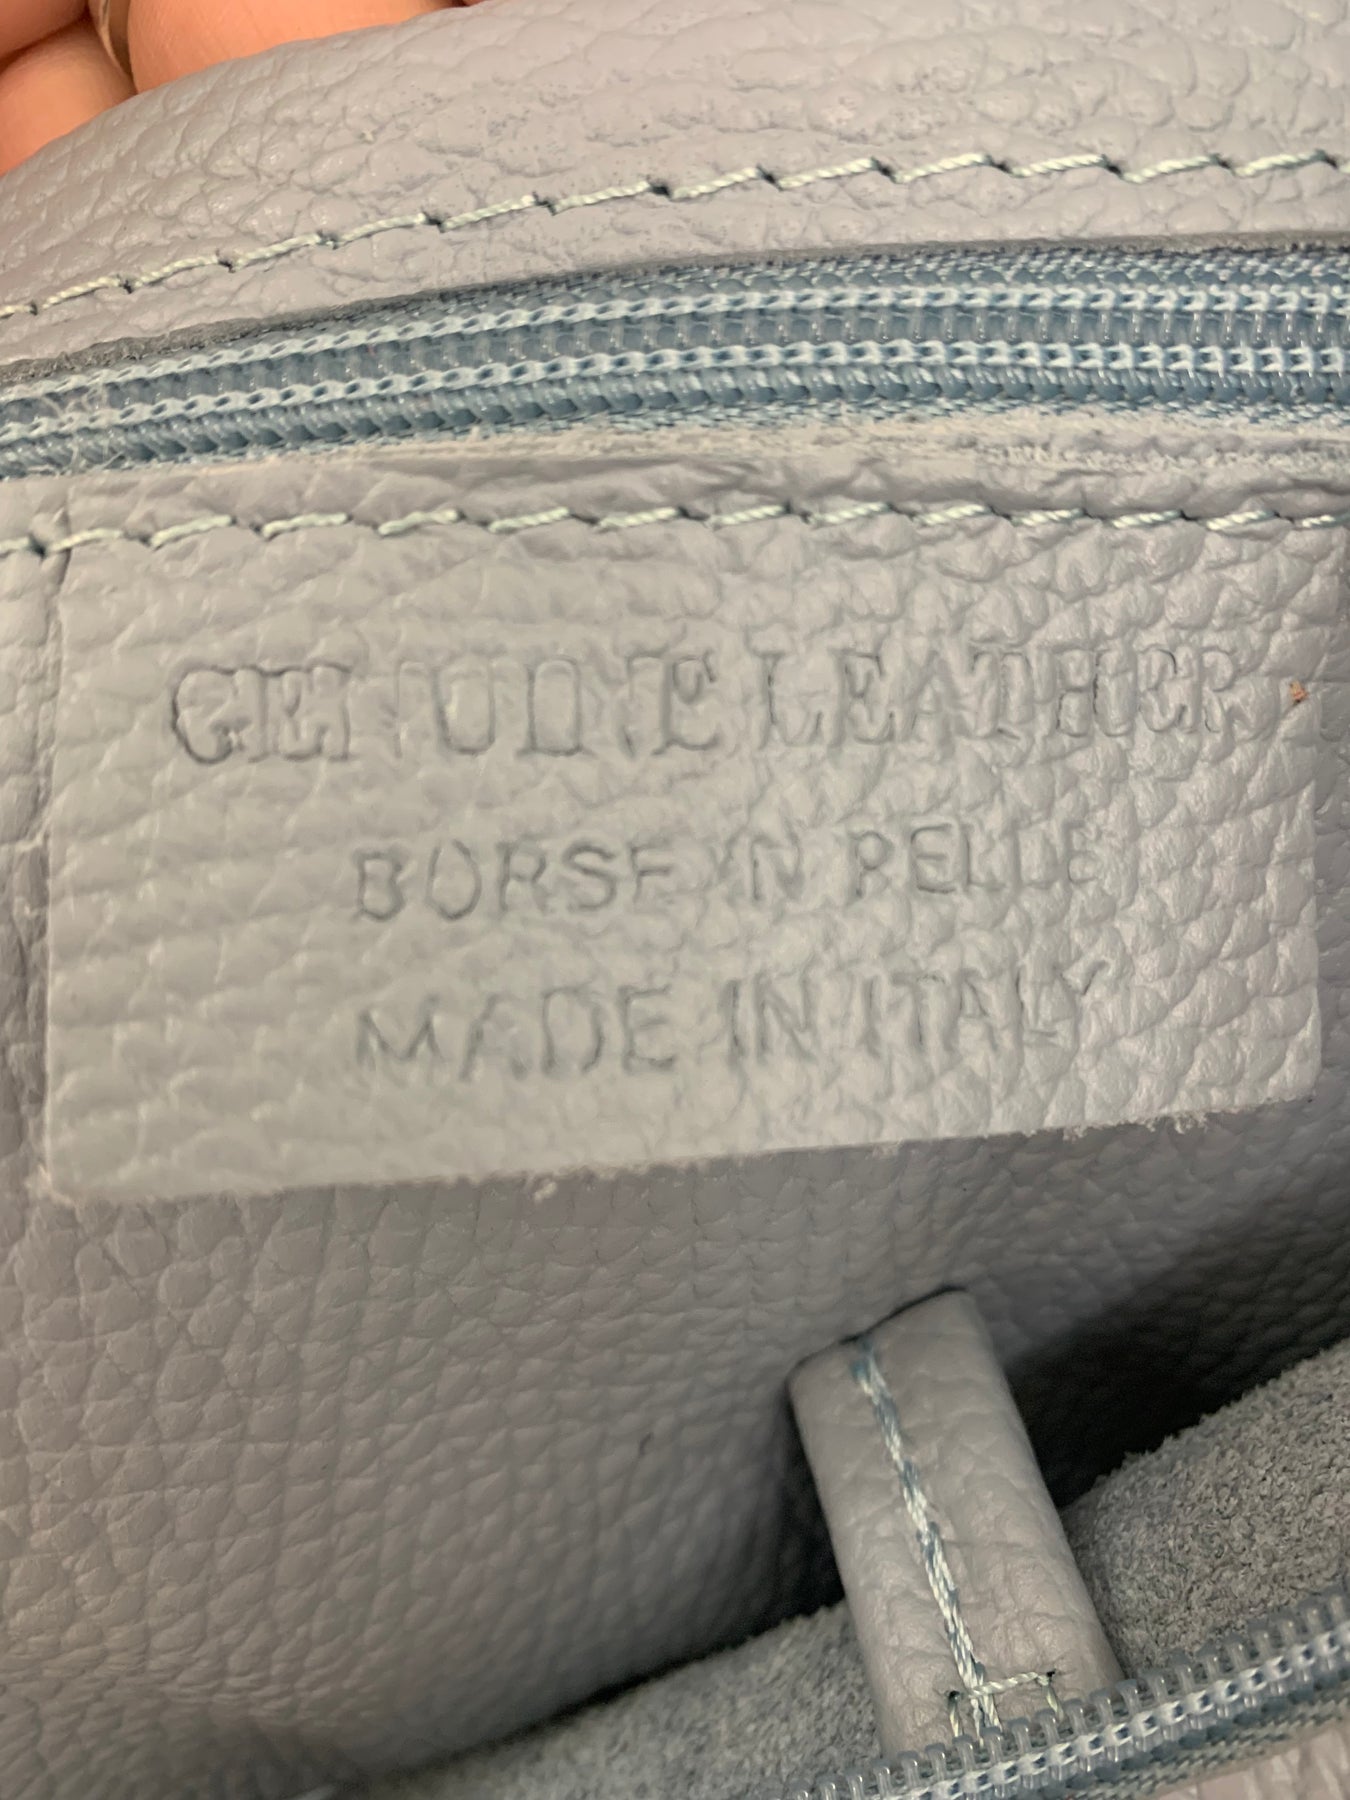 GENUINE LEATHER
BORSE IN PELLE
MADE IN ITALY